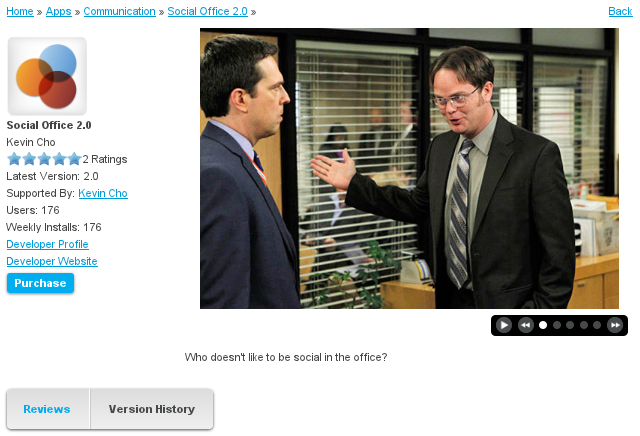 Home » Apps » Communication » Social Office 2.0 »
Back
Social Office 2.0
Kevin Cho
2 Ratings
Latest Version: 2.0
Supported By: Kevin Cho
Users: 176
Weekly Installs: 176
Developer Profile
Developer Website
Purchase
Who doesn't like to be social in the office?
Reviews
Version History